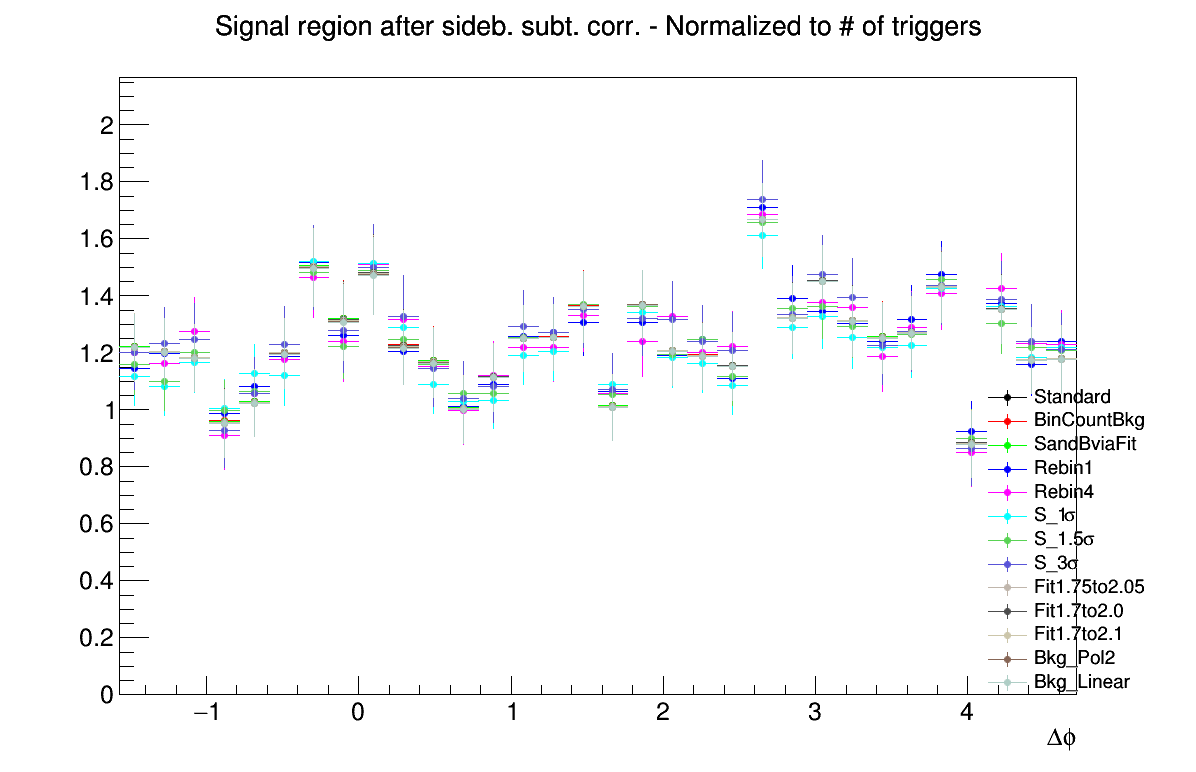 Signal region after sideb. subt. corr. - Normalized to # of triggers
2
1.8
1.6
1.4
1.2
1
0.8
0.6
0.4
0.2
0
Standard
BinCountBkg
SandBviaFit
Rebin1
Rebin4
S_1σ
S_1.5σ
S_3σ
Fit1.75to2.05
Fit1.7to2.0
Fit1.7to2.1
Bkg_Pol2
Bkg_Linear
−1 0 1 2 3 4
Δϕ